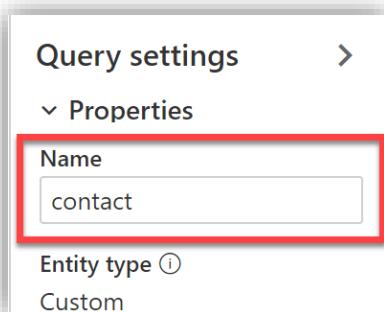 Query settings
Properties
Name
contact
Entity type
Custom